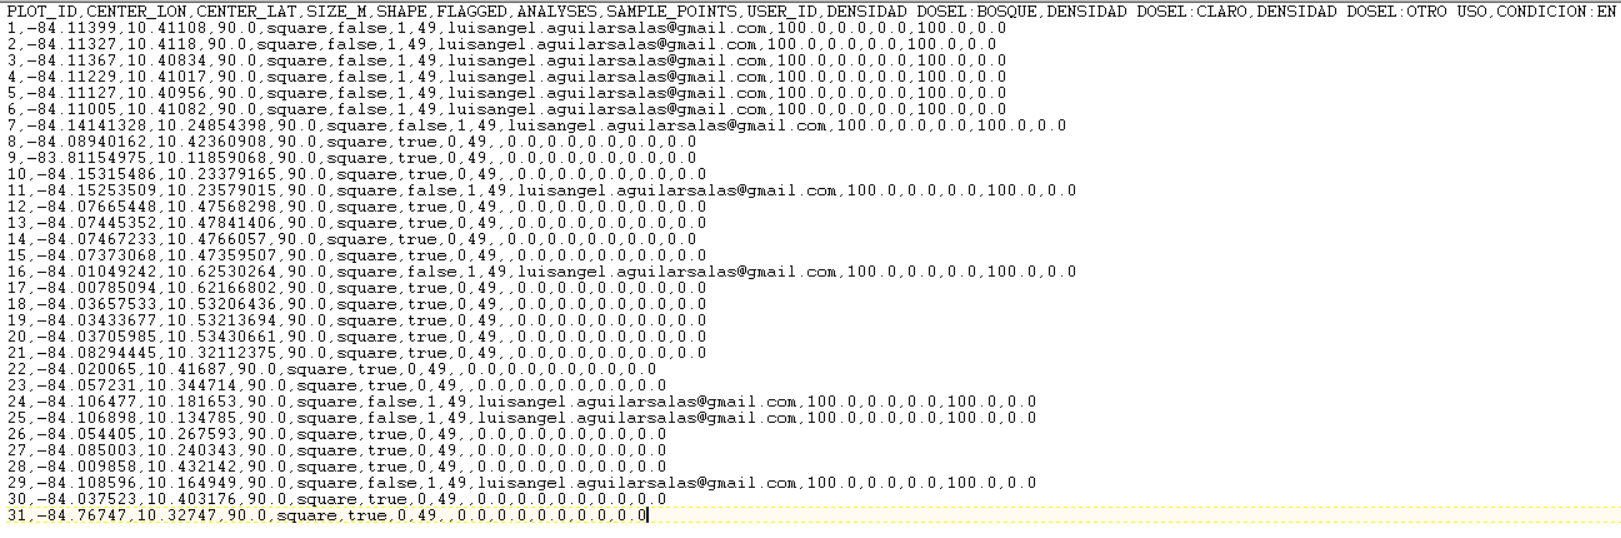 PLOT_ID,CENTER_LON,CENTER_LAT,SIZE_M,SHAPE,FLAGGED,ANALYSES,SAMPLE_POINTS,USER_ID,DENSIDAD DOSEL:BOSQUE,DENSIDAD DOSEL:CLARO,DENSIDAD DOSEL:OTRO USO,CONDICION:EN
1,-84.11399,10.41108,90.0,square,false,1,49,luisangel.aguilarsalas@gmail.com,100.0,0.0,0.0,100.0,0.0
2,-84.11327,10.4118,90.0,square,false,1,49,luisangel.aguilarsalas@gmail.com,100.0,0.0,0.0,100.0,0.0
3,-84.11367,10.40834,90.0,square,false,1,49,luisangel.aguilarsalas@gmail.com,100.0,0.0,0.0,100.0,0.0
4,-84.11229,10.41017,90.0,square,false,1,49,luisangel.aguilarsalas@gmail.com,100.0,0.0,0.0,100.0,0.0
5,-84.11127,10.40956,90.0,square,false,1,49,luisangel.aguilarsalas@gmail.com,100.0,0.0,0.0,100.0,0.0
6,-84.11005,10.41082,90.0,square,false,1,49,luisangel.aguilarsalas@gmail.com,100.0,0.0,0.0,100.0,0.0
7,-84.14141328,10.24854398,90.0,square,false,1,49,luisangel.aguilarsalas@gmail.com,100.0,0.0,0.0,100.0,0.0
8,-84.08940162,10.42360908,90.0,square,true,0,49,,0.0,0.0,0.0,0.0,0.0
9,-83.81154975,10.11859068,90.0,square,true,0,49,,0.0,0.0,0.0,0.0,0.0
10,-84.15315486,10.23379165,90.0,square,true,0,49,,0.0,0.0,0.0,0.0,0.0
11,-84.15253509,10.23579015,90.0,square,false,1,49,luisangel.aguilarsalas@gmail.com,100.0,0.0,0.0,100.0,0.0
12,-84.07665448,10.47568298,90.0,square,true,0,49,,0.0,0.0,0.0,0.0,0.0
13,-84.07445352,10.47841406,90.0,square,true,0,49,,0.0,0.0,0.0,0.0,0.0
14,-84.07467233,10.4766057,90.0,square,true,0,49,,0.0,0.0,0.0,0.0,0.0
15,-84.07373068,10.47359507,90.0,square,true,0,49,,0.0,0.0,0.0,0.0,0.0
16,-84.01049242,10.62530264,90.0,square,false,1,49,luisangel.aguilarsalas@gmail.com,100.0,0.0,0.0,100.0,0.0
17,-84.00785094,10.62166802,90.0,square,true,0,49,,0.0,0.0,0.0,0.0,0.0
18,-84.03657533,10.53206436,90.0,square,true,0,49,,0.0,0.0,0.0,0.0,0.0
19,-84.03433677,10.53213694,90.0,square,true,0,49,,0.0,0.0,0.0,0.0,0.0
20,-84.03705985,10.53430661,90.0,square,true,0,49,,0.0,0.0,0.0,0.0,0.0
21,-84.08294445,10.32112375,90.0,square,true,0,49,,0.0,0.0,0.0,0.0,0.0
22,-84.020065,10.41687,90.0,square,true,0,49,,0.0,0.0,0.0,0.0,0.0
23,-84.057231,10.344714,90.0,square,true,0,49,,0.0,0.0,0.0,0.0,0.0
24,-84.106477,10.181653,90.0,square,false,1,49,luisangel.aguilarsalas@gmail.com,100.0,0.0,0.0,100.0,0.0
25,-84.106898,10.134785,90.0,square,false,1,49,luisangel.aguilarsalas@gmail.com,100.0,0.0,0.0,100.0,0.0
26,-84.054405,10.267593,90.0,square,true,0,49,,0.0,0.0,0.0,0.0,0.0
27,-84.085003,10.240343,90.0,square,true,0,49,,0.0,0.0,0.0,0.0,0.0
28,-84.009858,10.432142,90.0,square,true,0,49,,0.0,0.0,0.0,0.0,0.0
29,-84.108596,10.164949,90.0,square,false,1,49,luisangel.aguilarsalas@gmail.com,100.0,0.0,0.0,100.0,0.0
30,-84.037523,10.403176,90.0,square,true,0,49,,0.0,0.0,0.0,0.0,0.0
31,-84.76747,10.32747,90.0,square,true,0,49,,0.0,0.0,0.0,0.0,0.0